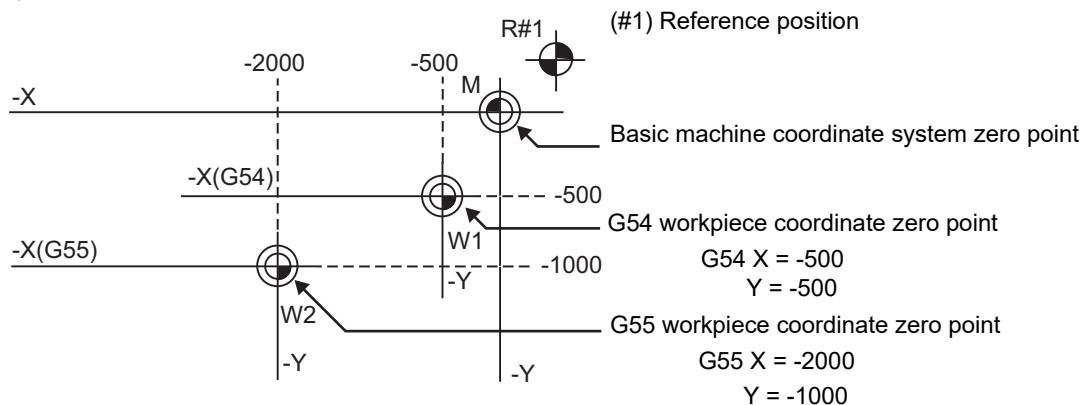 R#1
(#1) Reference position
-2000
-500
M
-X
Basic machine coordinate system zero point
-X(G54)
-500
G54 workpiece coordinate zero point
W1
-X(G55)
-1000
G54 X = -500
-Y
Y = -500
W2
G55 workpiece coordinate zero point
-Y
-Y
G55 X = -2000
Y = -1000